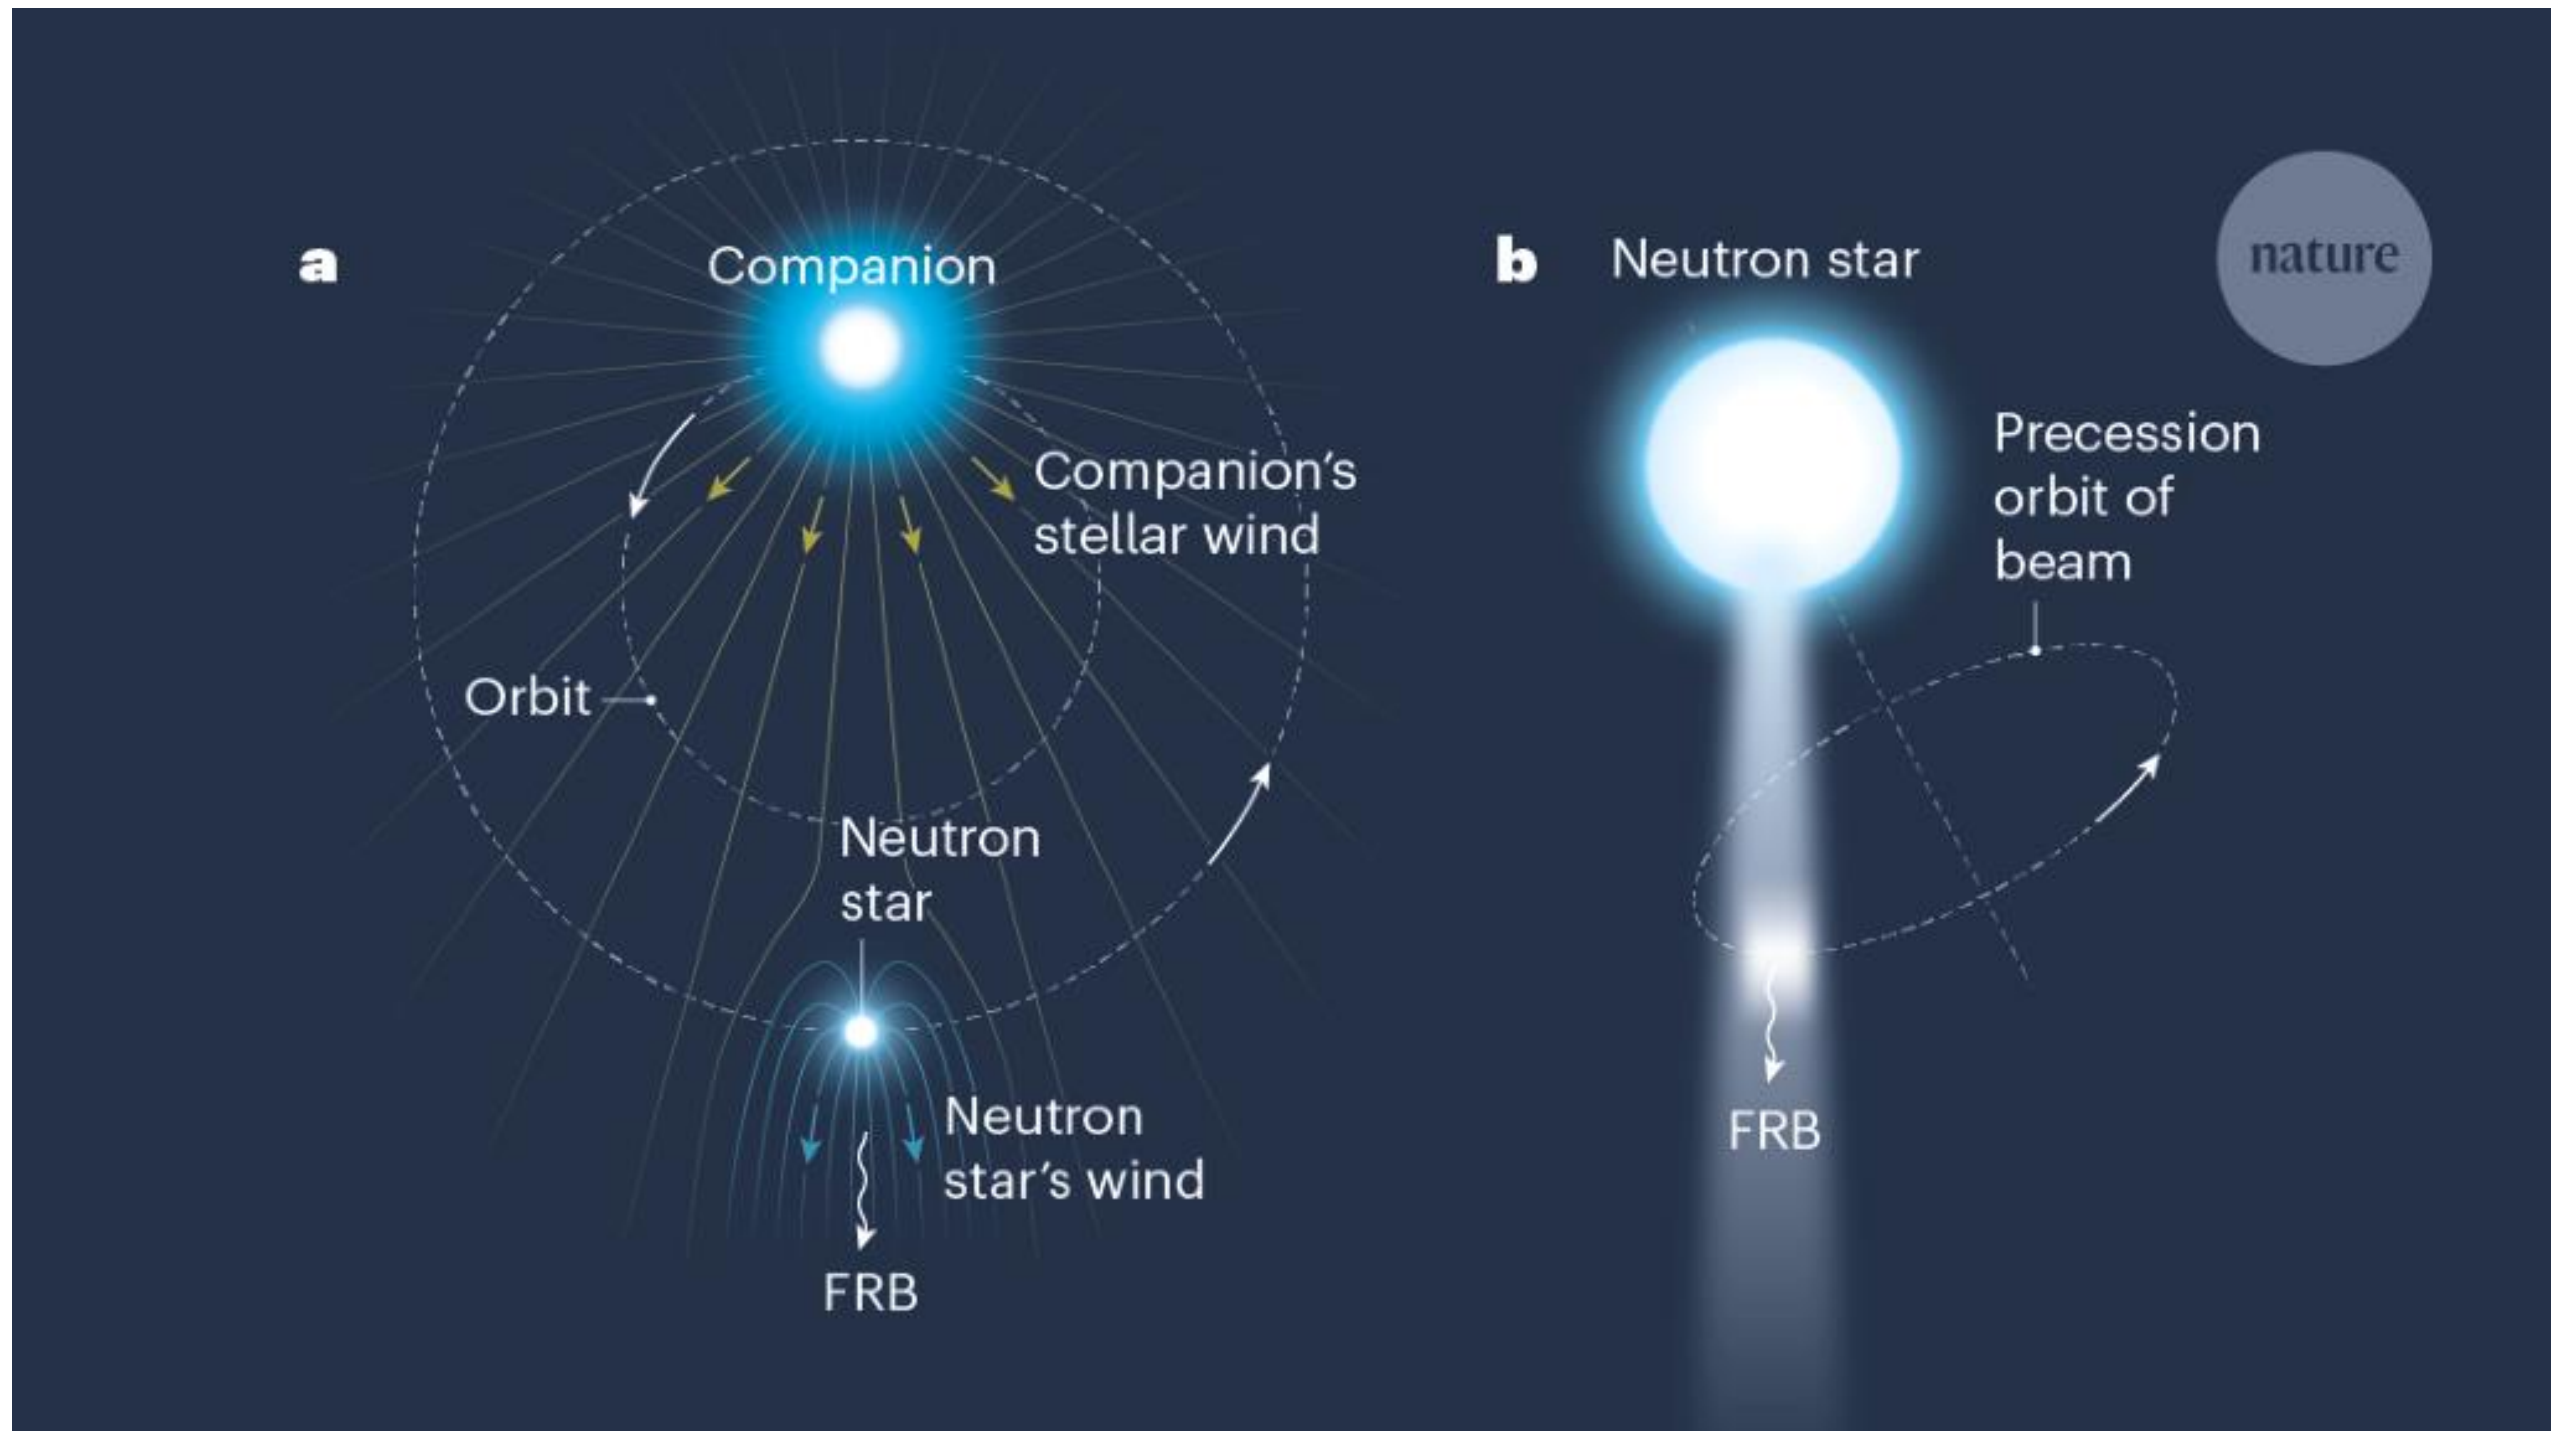 a
Companion
Companion's
stellar wind
Orbit
Neutron
star
Neutron
star's wind
FRB
b
Neutron star
nature
Precession
orbit of
beam
FRB